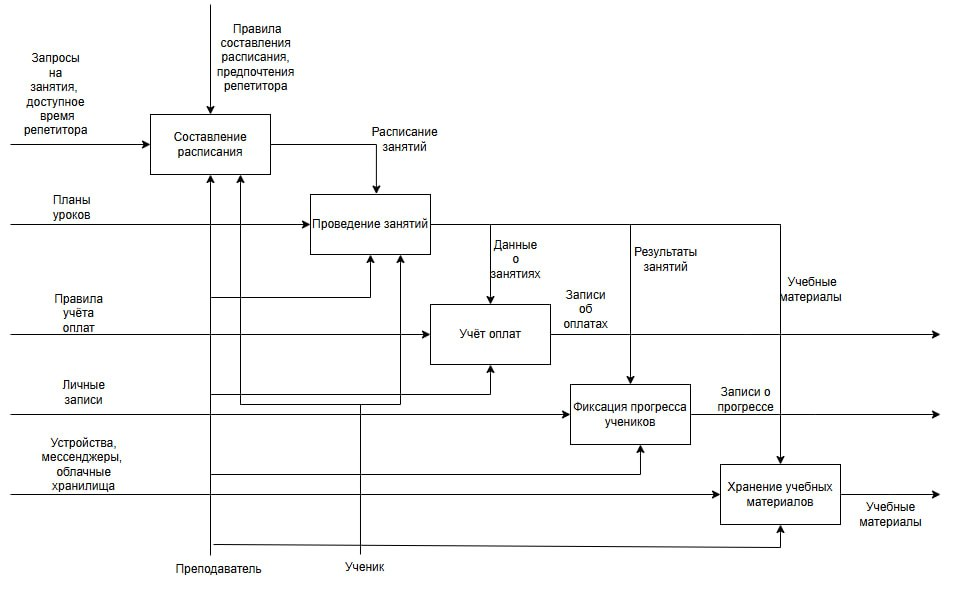 Правила
составления
расписания,
предпочтения
репетитора
Запросы
на
занятия,
доступное
время
репетитора
Составление
расписания
Расписание
занятий
Планы
уроков
Проведение занятий
Данные
о
занятиях
Результаты
занятий
Учебные
материалы
Правила
учёта
оплат
Учёт оплат
Записи
об
оплатах
Личные
записи
Фиксация прогресса
учеников
Записи о
прогрессе
Устройства,
мессенджеры,
облачные
хранилища
Хранение учебных
материалов
Учебные
материалы
Преподаватель
Ученик